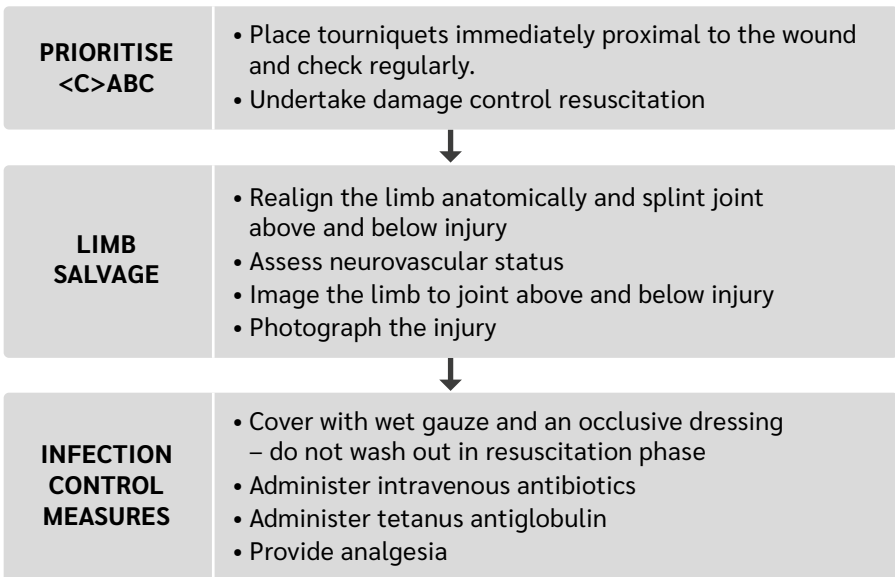 PRIORITISE
<C>ABC
• Place tourniquets immediately proximal to the wound
and check regularly.
• Undertake damage control resuscitation
LIMB
SALVAGE
• Realign the limb anatomically and splint joint
above and below injury
• Assess neurovascular status
• Image the limb to joint above and below injury
• Photograph the injury
INFECTION
CONTROL
MEASURES
• Cover with wet gauze and an occlusive dressing
– do not wash out in resuscitation phase
• Administer intravenous antibiotics
• Administer tetanus antiglobulin
• Provide analgesia